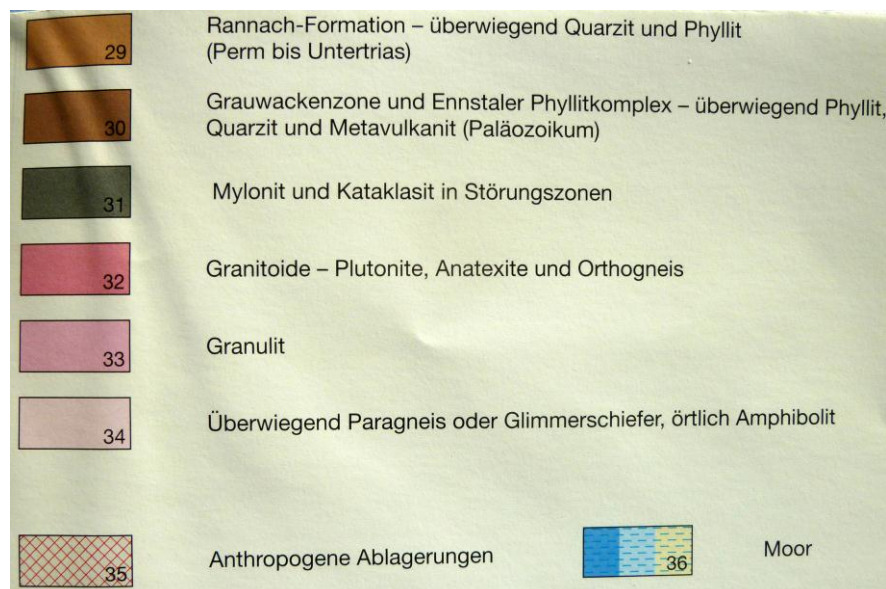 29 Rannach-Formation – überwiegend Quarzit und Phyllit
(Perm bis Untertrias)
30 Grauwackenzone und Ennstaler Phyllitkomplex – überwiegend Phyllit,
Quarzit und Metavulkanit (Paläozoikum)
31 Mylonit und Kataklasit in Störungszonen
32 Granitoide – Plutonite, Anatexite und Orthogneis
33 Granulit
34 Überwiegend Paragneis oder Glimmerschiefer, örtlich Amphibolit
35 Anthropogene Ablagerungen
36 Moor